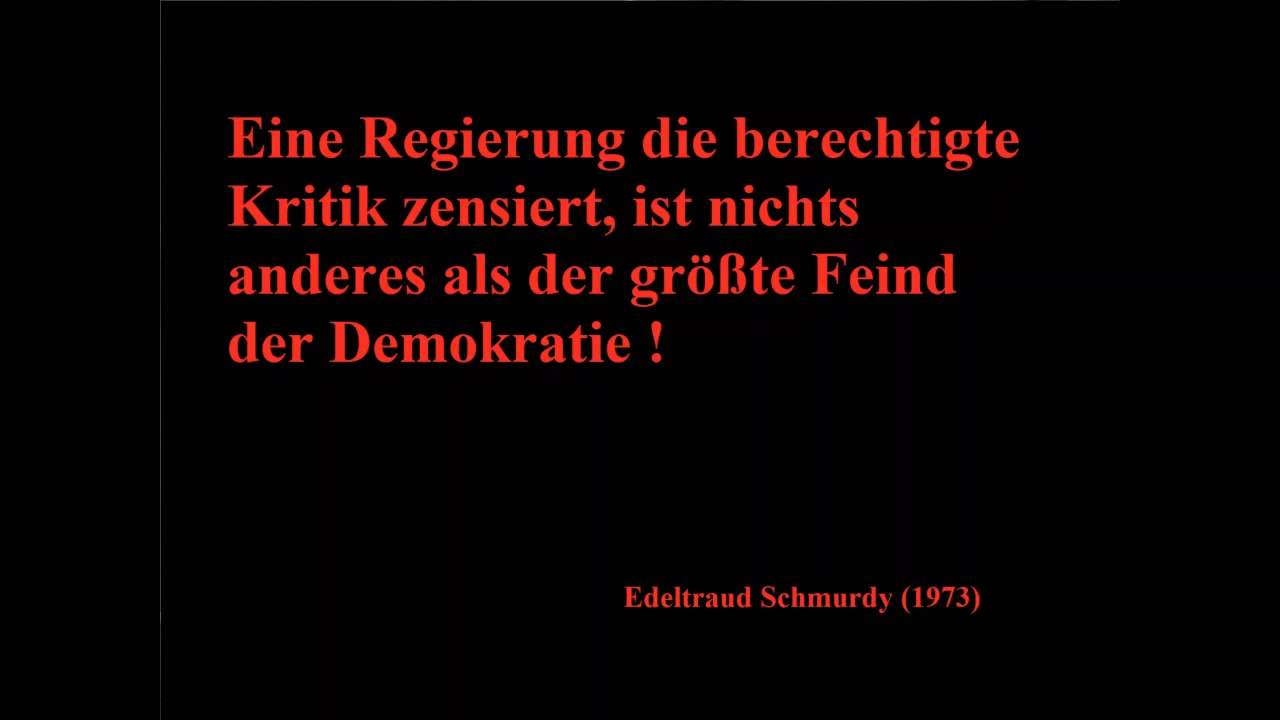 Eine Regierung die berechtigte
Kritik zensiert, ist nichts
anderes als der größte Feind
der Demokratie !
Edeltraud Schmurdy (1973)